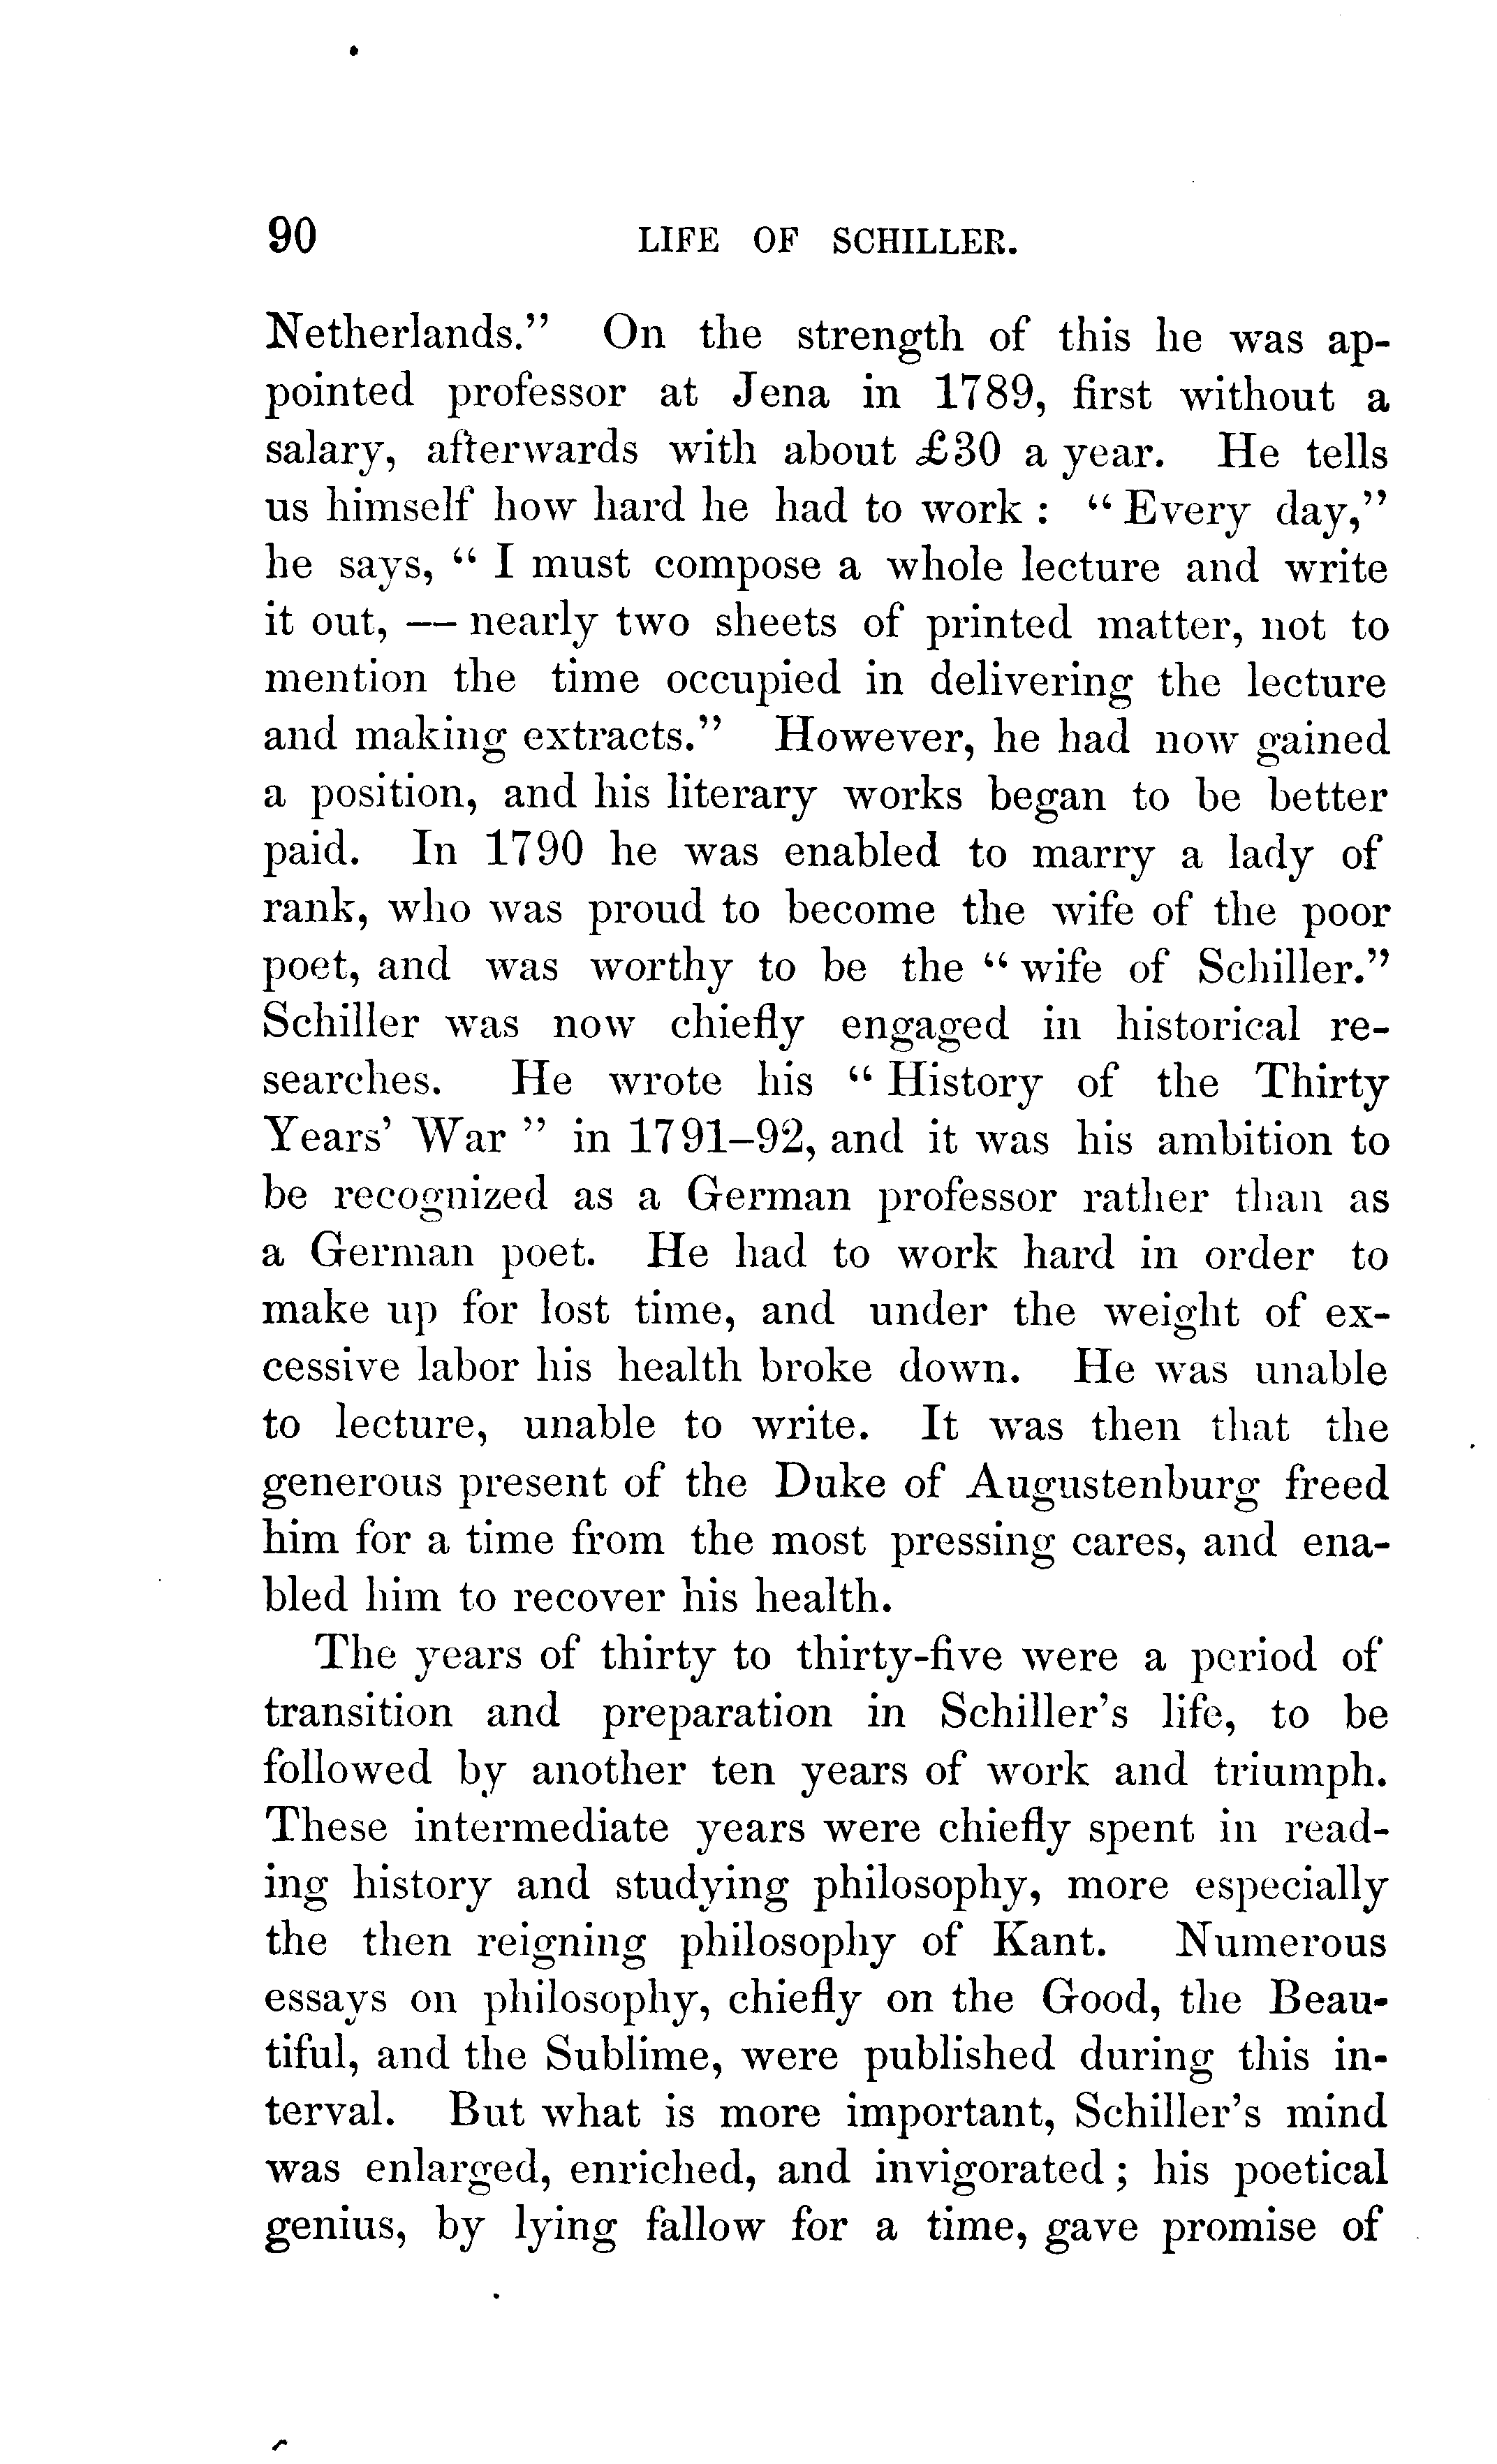 90 LIFE OF SCHILLER.
Netherlands." On the strength of this he was ap-
pointed professor at Jena in 1789, first without a
salary, afterwards with about £30 a year. He tells
us himself how hard he had to work : " Every day,"
he says, " I must compose a whole lecture and write
it out, — nearly two sheets of printed matter, not to
mention the time occupied in delivering the lecture
and making extracts." However, he had now gained
a position, and his literary works began to be better
paid. In 1790 he was enabled to marry a lady of
rank, who was proud to become the wife of the poor
poet, and was worthy to be the " wife of Schiller."
Schiller was now chiefly engaged in historical re-
searches. He wrote his " History of the Thirty
Years' War " in 1791–92, and it was his ambition to
be recognized as a German professor rather than as
a German poet. He had to work hard in order to
make up for lost time, and under the weight of ex-
cessive labor his health broke down. He was unable
to lecture, unable to write. It was then that the
generous present of the Duke of Augustenburg freed
him for a time from the most pressing cares, and ena-
bled him to recover his health.
The years of thirty to thirty-five were a period of
transition and preparation in Schiller's life, to be
followed by another ten years of work and triumph.
These intermediate years were chiefly spent in read-
ing history and studying philosophy, more especially
the then reigning philosophy of Kant. Numerous
essays on philosophy, chiefly on the Good, the Beau-
tiful, and the Sublime, were published during this in-
terval. But what is more important, Schiller's mind
was enlarged, enriched, and invigorated ; his poetical
genius, by lying fallow for a time, gave promise of